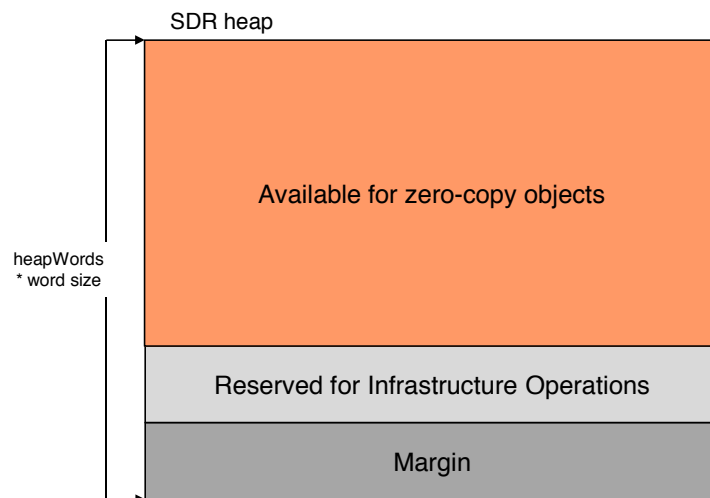 SDR heap
Available for zero-copy objects
heapWords
* word size
Reserved for Infrastructure Operations
Margin